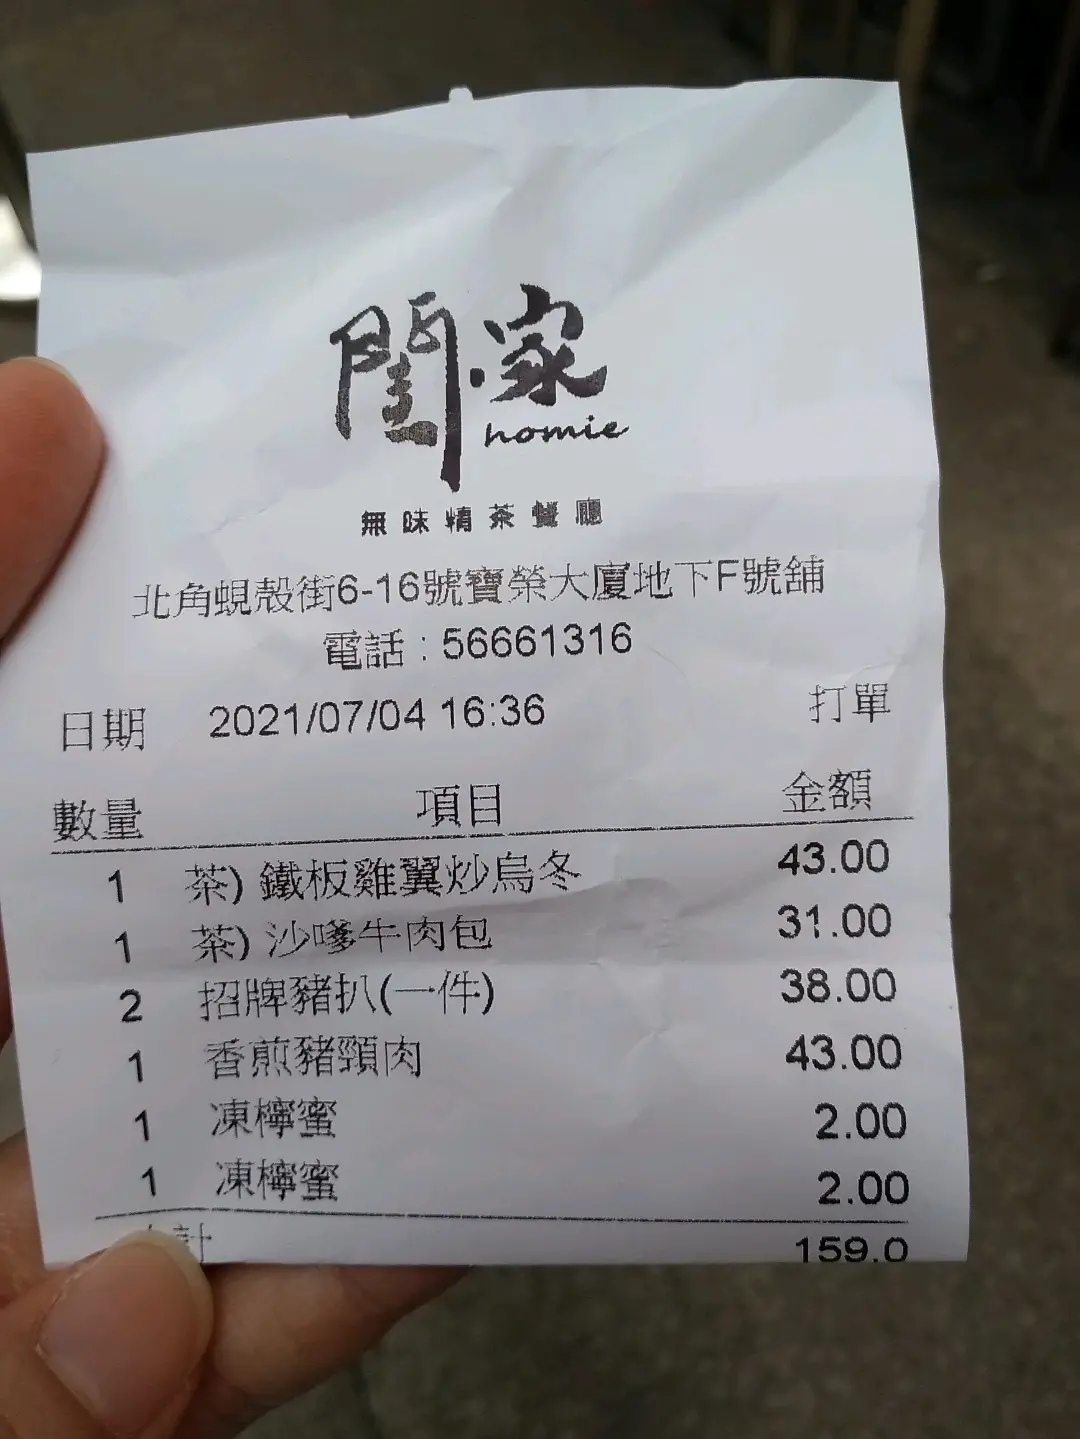 閨·家
homie
無味精茶餐廳
北角蜆殼街6-16號寶榮大廈地下F號舖
電話：56661316
日期 2021/07/04 16:36 打單
數量 項目 金額
1 茶) 鐵板雞翼炒烏冬 43.00
1 茶) 沙嗲牛肉包 31.00
2 招牌豬扒(一件) 38.00
1 香煎豬頸肉 43.00
1 凍檸蜜 2.00
1 凍檸蜜 2.00
計 159.0